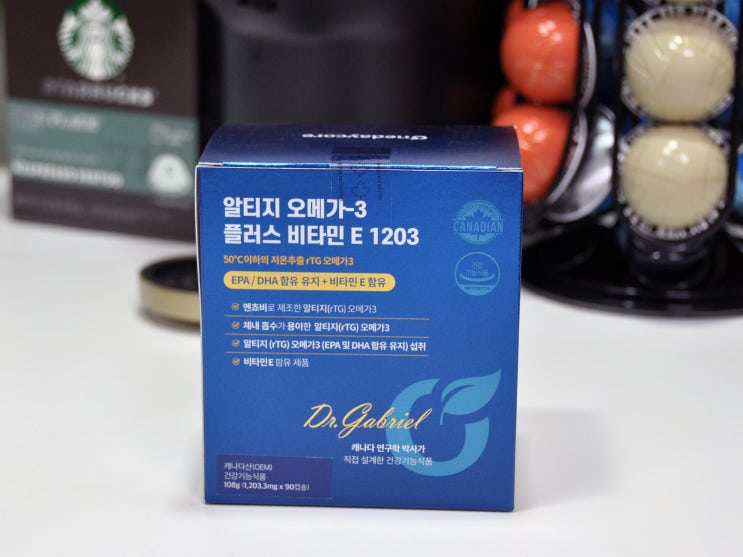 STARBUCKS
Onedaycare
알티지 오메가-3
플러스 비타민 E 1203
50℃이하의 저온추출 rTG 오메가3
EPA / DHA 함유 유지 + 비타민 E 함유
엔쵸비로 제조한 알티지(rTG) 오메가3
체내 흡수가 용이한 알티지(rTG) 오메가3
알티지 (rTG) 오메가3 (EPA 및 DHA 함유 유지) 섭취
비타민 E 함유 제품
CANADIAN
건강
기능식품
Dr.Gabriel
캐나다 연구학 박사가
직접 설계한 건강기능식품
캐나다산(OEM)
건강기능식품
108g (1,203.3mg x 90캡슐)